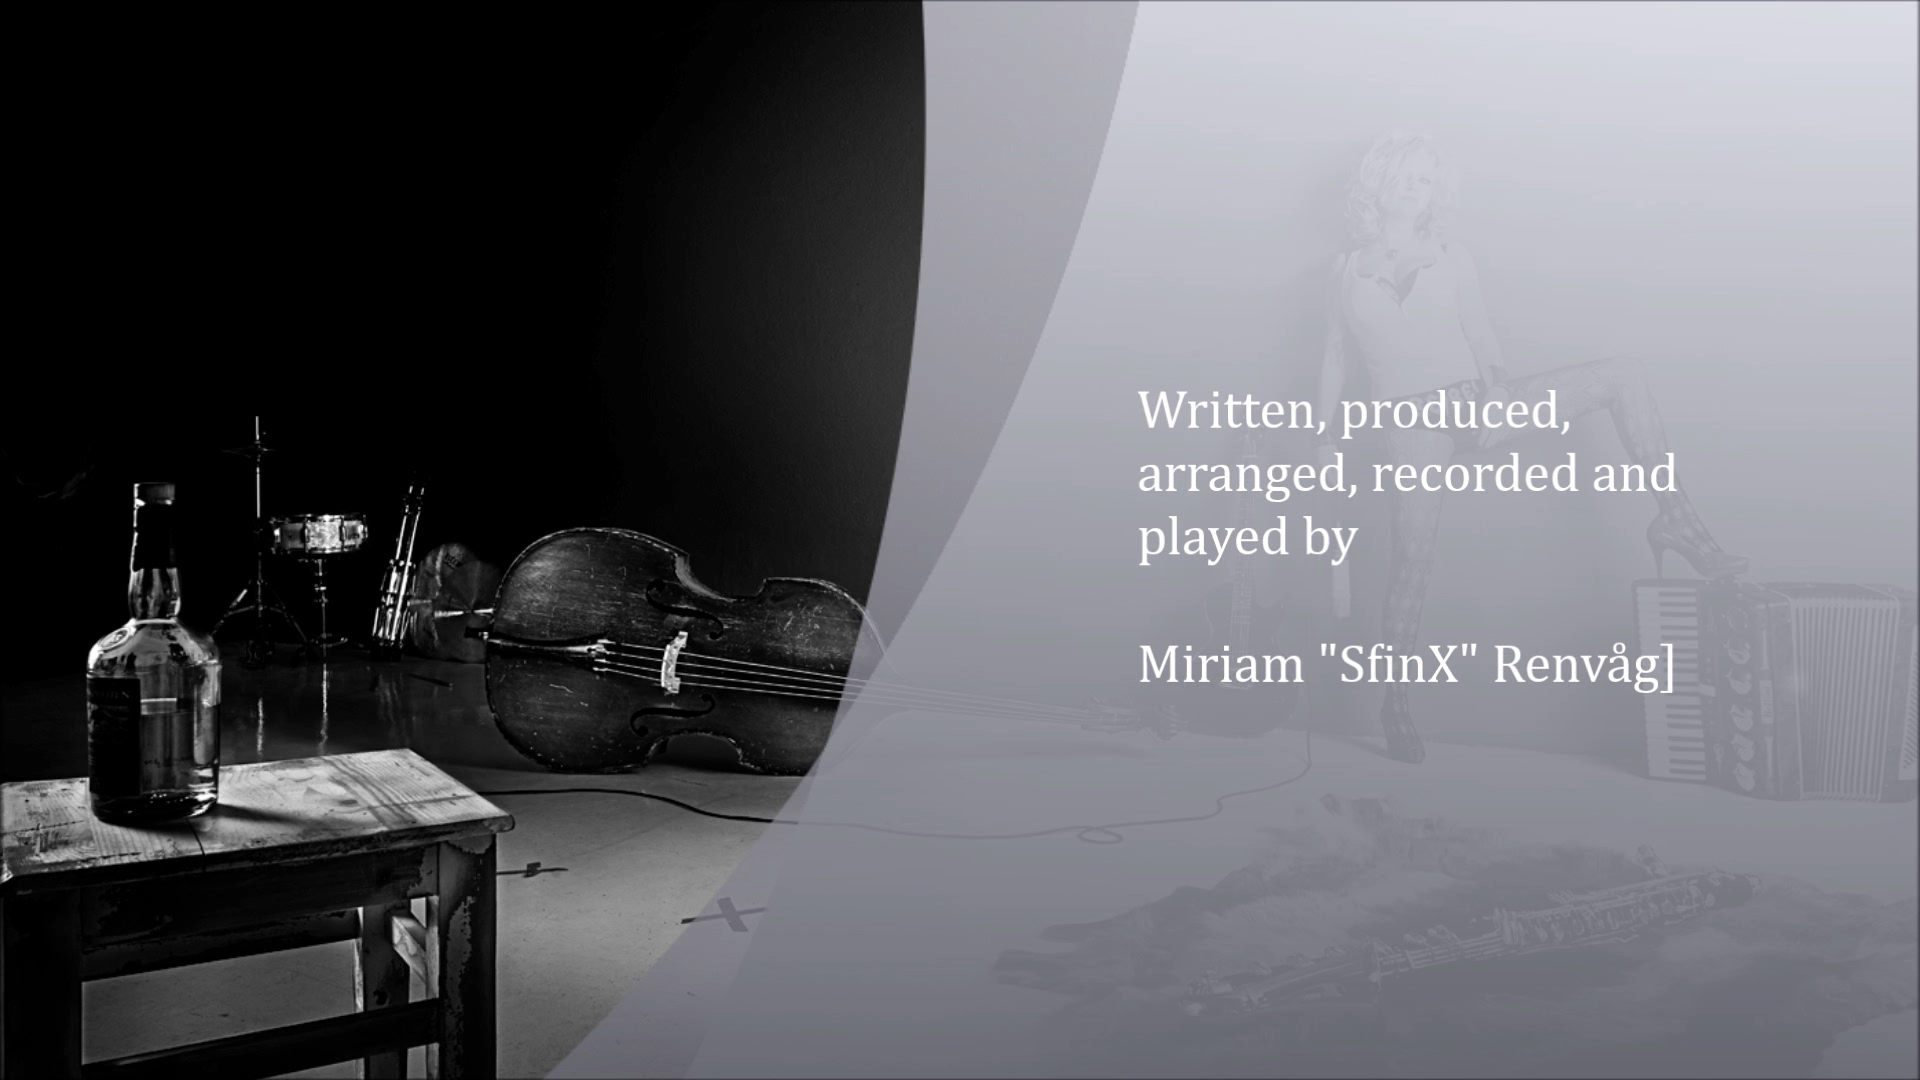 Written, produced,
arranged, recorded and
played by
Miriam "SfinX" Renvåg]